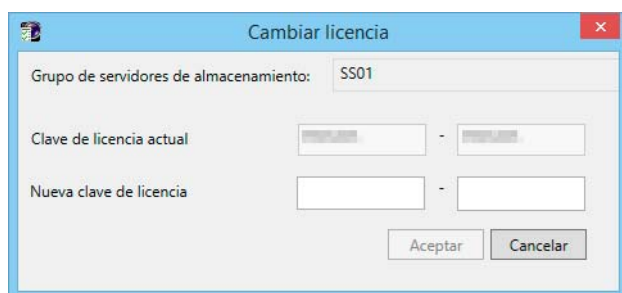 Cambiar licencia
Grupo de servidores de almacenamiento: SS01
Clave de licencia actual -
Nueva clave de licencia -
Aceptar Cancelar